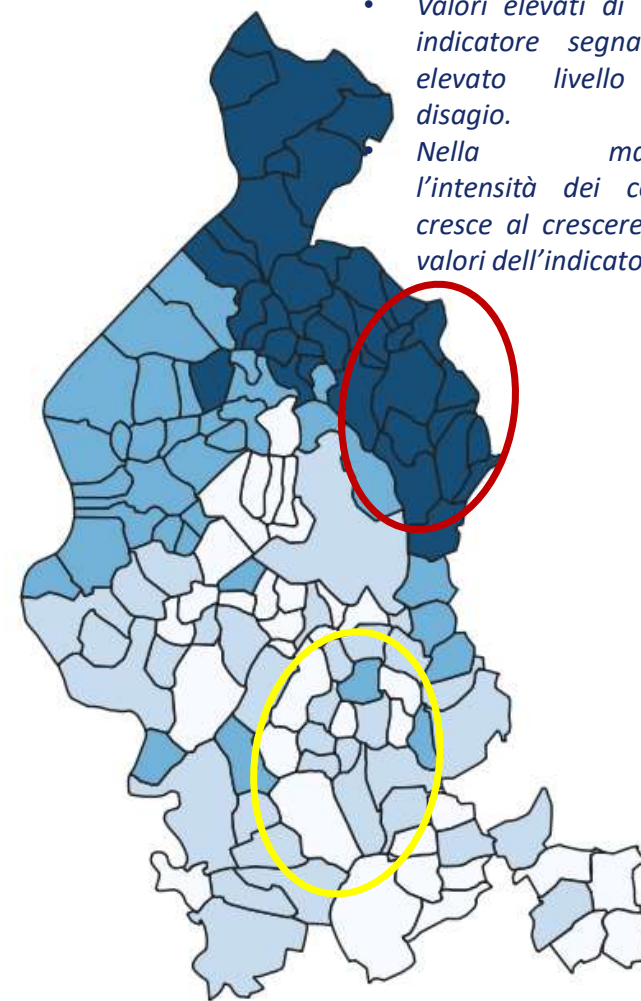 • Valori elevati di
indicatore segna
elevato livello
disagio.
• Nella ma
l’intensità dei c
cresce al crescere
valori dell’indicato